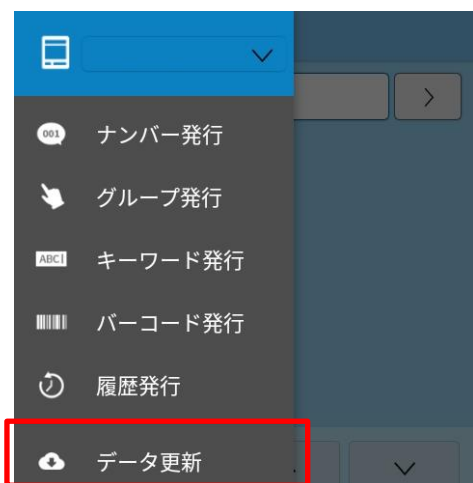 001
ナンバー発行
グループ発行
ABC
キーワード発行
バーコード発行
履歴発行
データ更新